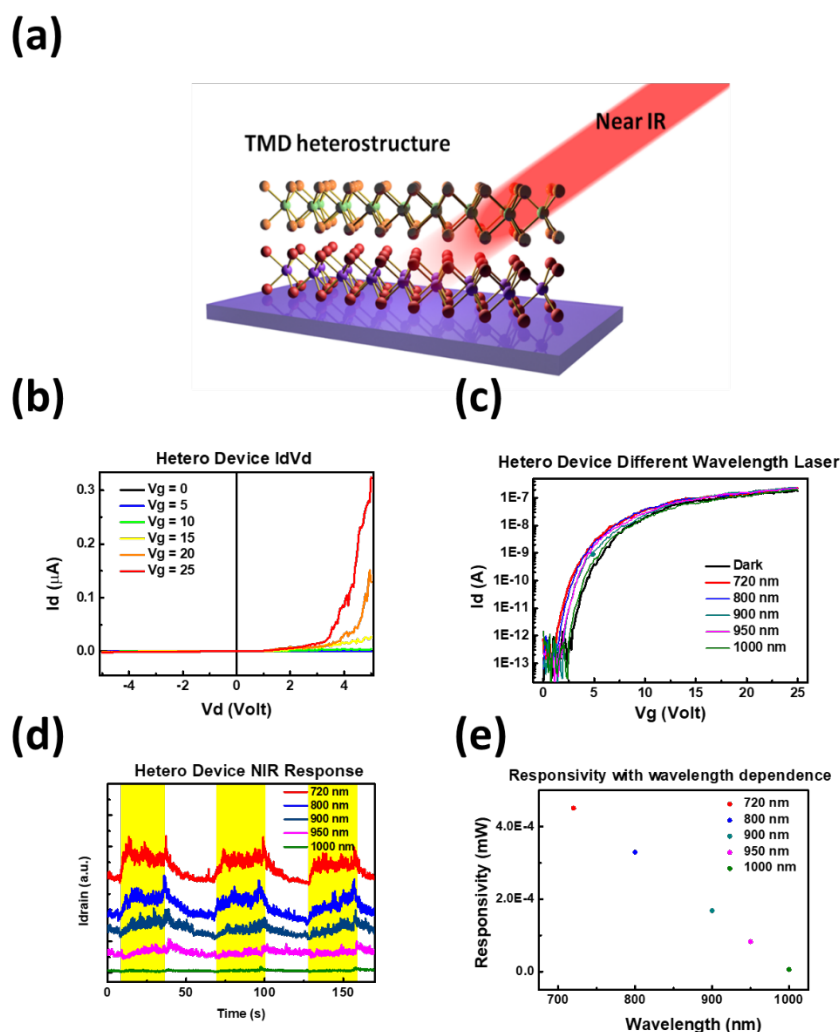 (a)
Near IR
TMD heterostructure
(b)
(c)
Hetero Device IdVd
Vg = 0
Vg = 5
Vg = 10
Vg = 15
Vg = 20
Vg = 25
0.3
0.2
0.1
0.0
Id (μA)
-4
-2
0
2
4
Vd (Volt)
Hetero Device Different Wavelength Laser
1E-7
1E-8
1E-9
1E-10
1E-11
1E-12
1E-13
Id (A)
Dark
720 nm
800 nm
900 nm
950 nm
1000 nm
0
5
10
15
20
25
Vg (Volt)
(d)
(e)
Hetero Device NIR Response
720 nm
800 nm
900 nm
950 nm
1000 nm
Idrain (a.u.)
0
50
100
150
Time (s)
Responsivity with wavelength dependence
720 nm
800 nm
900 nm
950 nm
1000 nm
4.0E-4
2.0E-4
0.0
Responsivity (mW)
700
800
900
1000
Wavelength (nm)